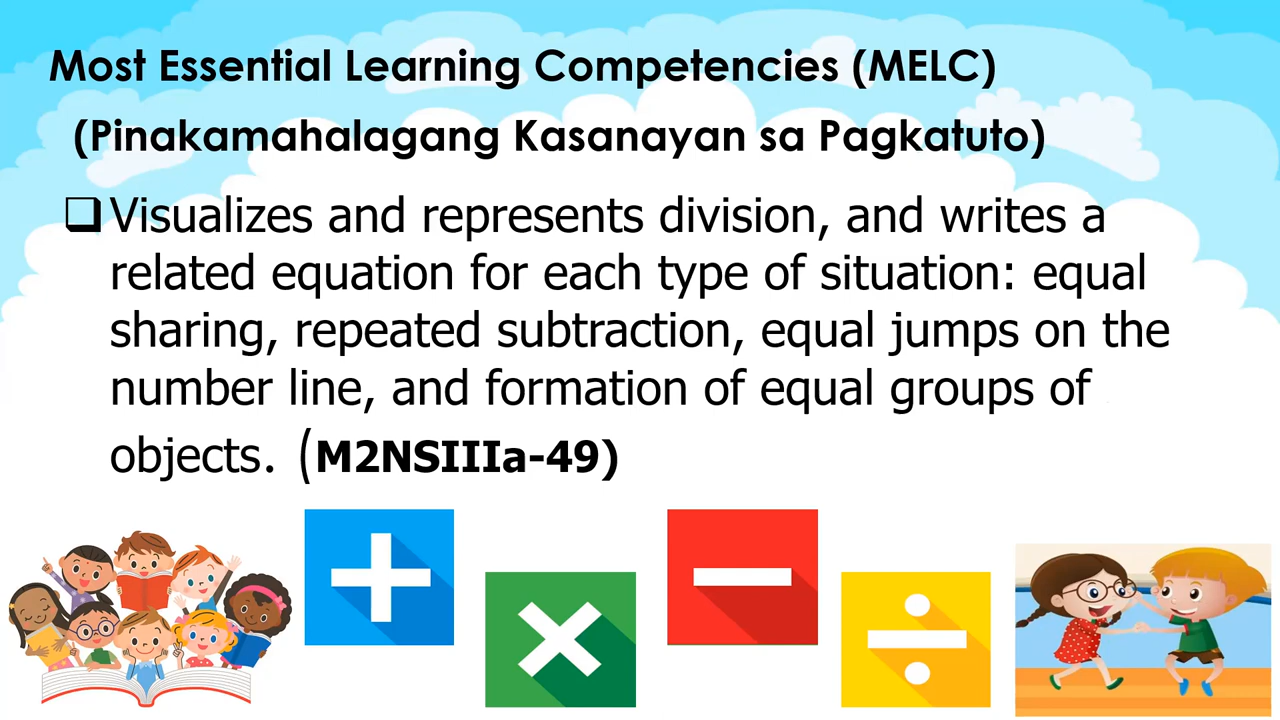 Most Essential Learning Competencies (MELC)
(Pinakamahalagang Kasanayan sa Pagkatuto)
❑Visualizes and represents division, and writes a
related equation for each type of situation: equal
sharing, repeated subtraction, equal jumps on the
number line, and formation of equal groups of
objects. (M2NSIIIa-49)